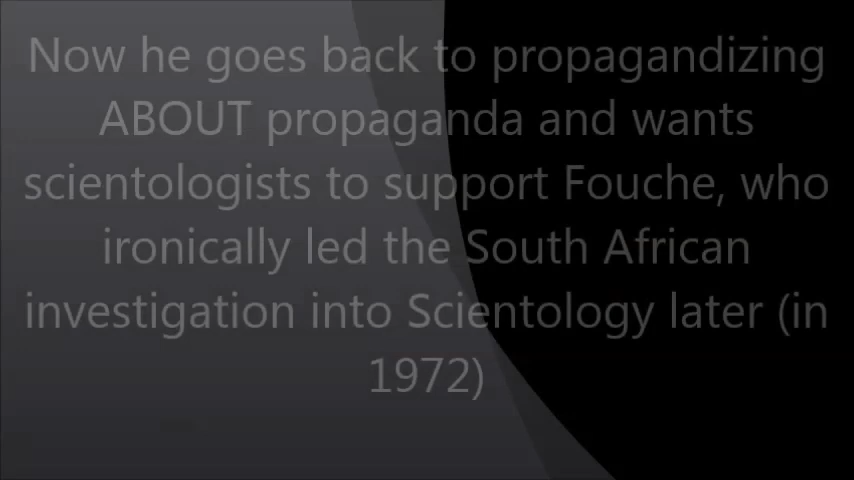 Now he goes back to propagandizing
ABOUT propaganda and wants
scientologists to support Fouche, who
ironically led the South African
investigation into Scientology later (in
1972)